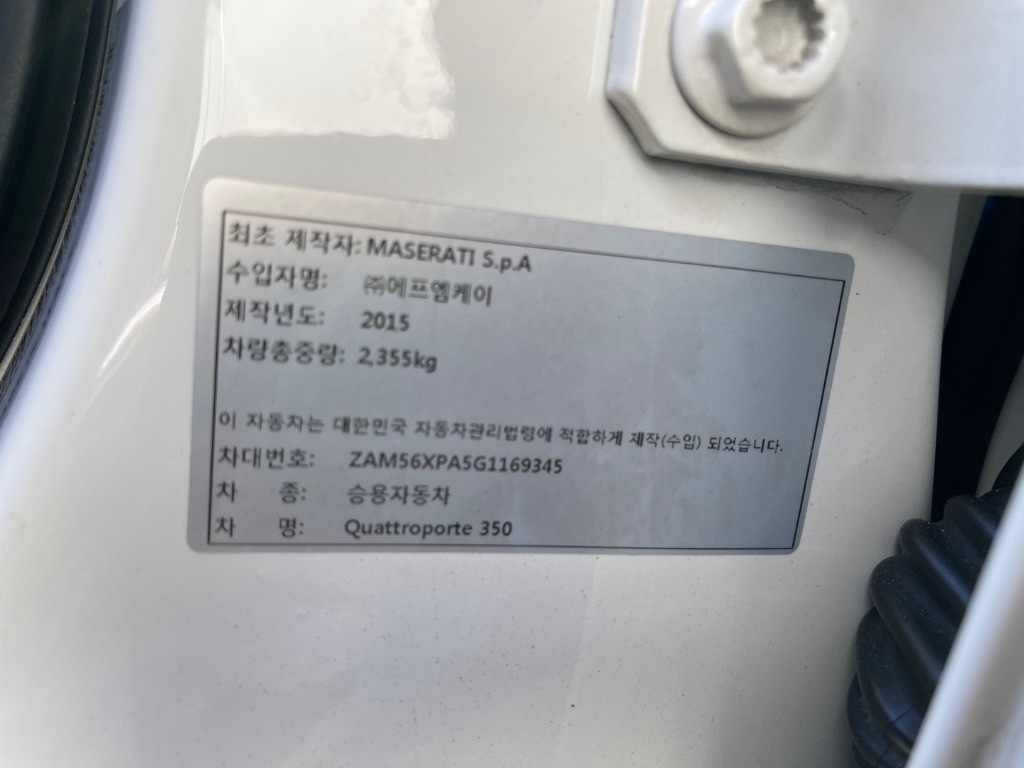 최초 제작자: MASERATI S.p.A
수입자명: ㈜에프엠케이
제작년도: 2015
차량총중량: 2,355kg
이 자동차는 대한민국 자동차관리법령에 적합하게 제작(수입) 되었습니다.
차대번호: ZAM56XPA5G1169345
차 종: 승용자동차
차 명: Quattroporte 350